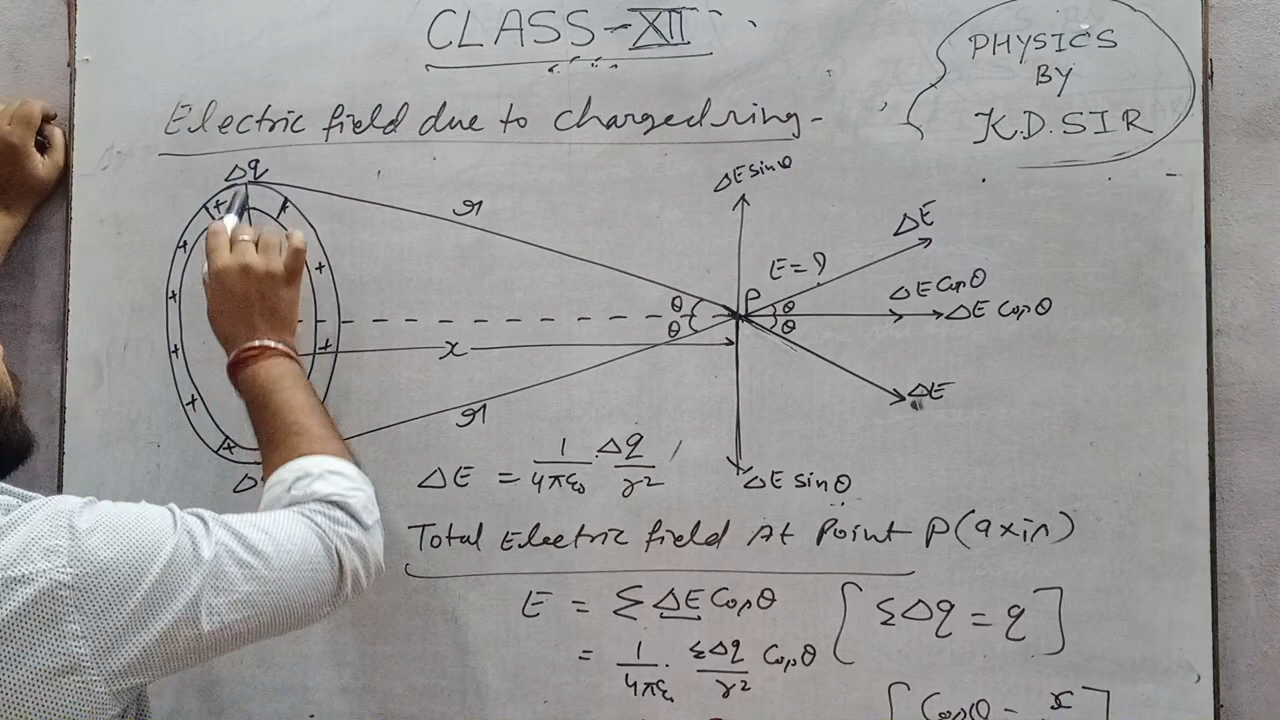 CLASS-XII
PHYSICS
BY
K.D. SIR
Electric field due to charged ring-
Δq
ΔE sinθ
r
ΔE
E = ?
P
θ θ
θ θ
ΔE Cosθ
ΔE Cosθ
x
r
ΔE
ΔE = 1/4πε₀ . Δq/r²
ΔE sinθ
Total Electric field At Point P(axis)
E = Σ ΔE Cosθ [ΣΔq = q]
= 1/4πε₀ . ΣΔq/r² Cosθ
[Cosθ = x